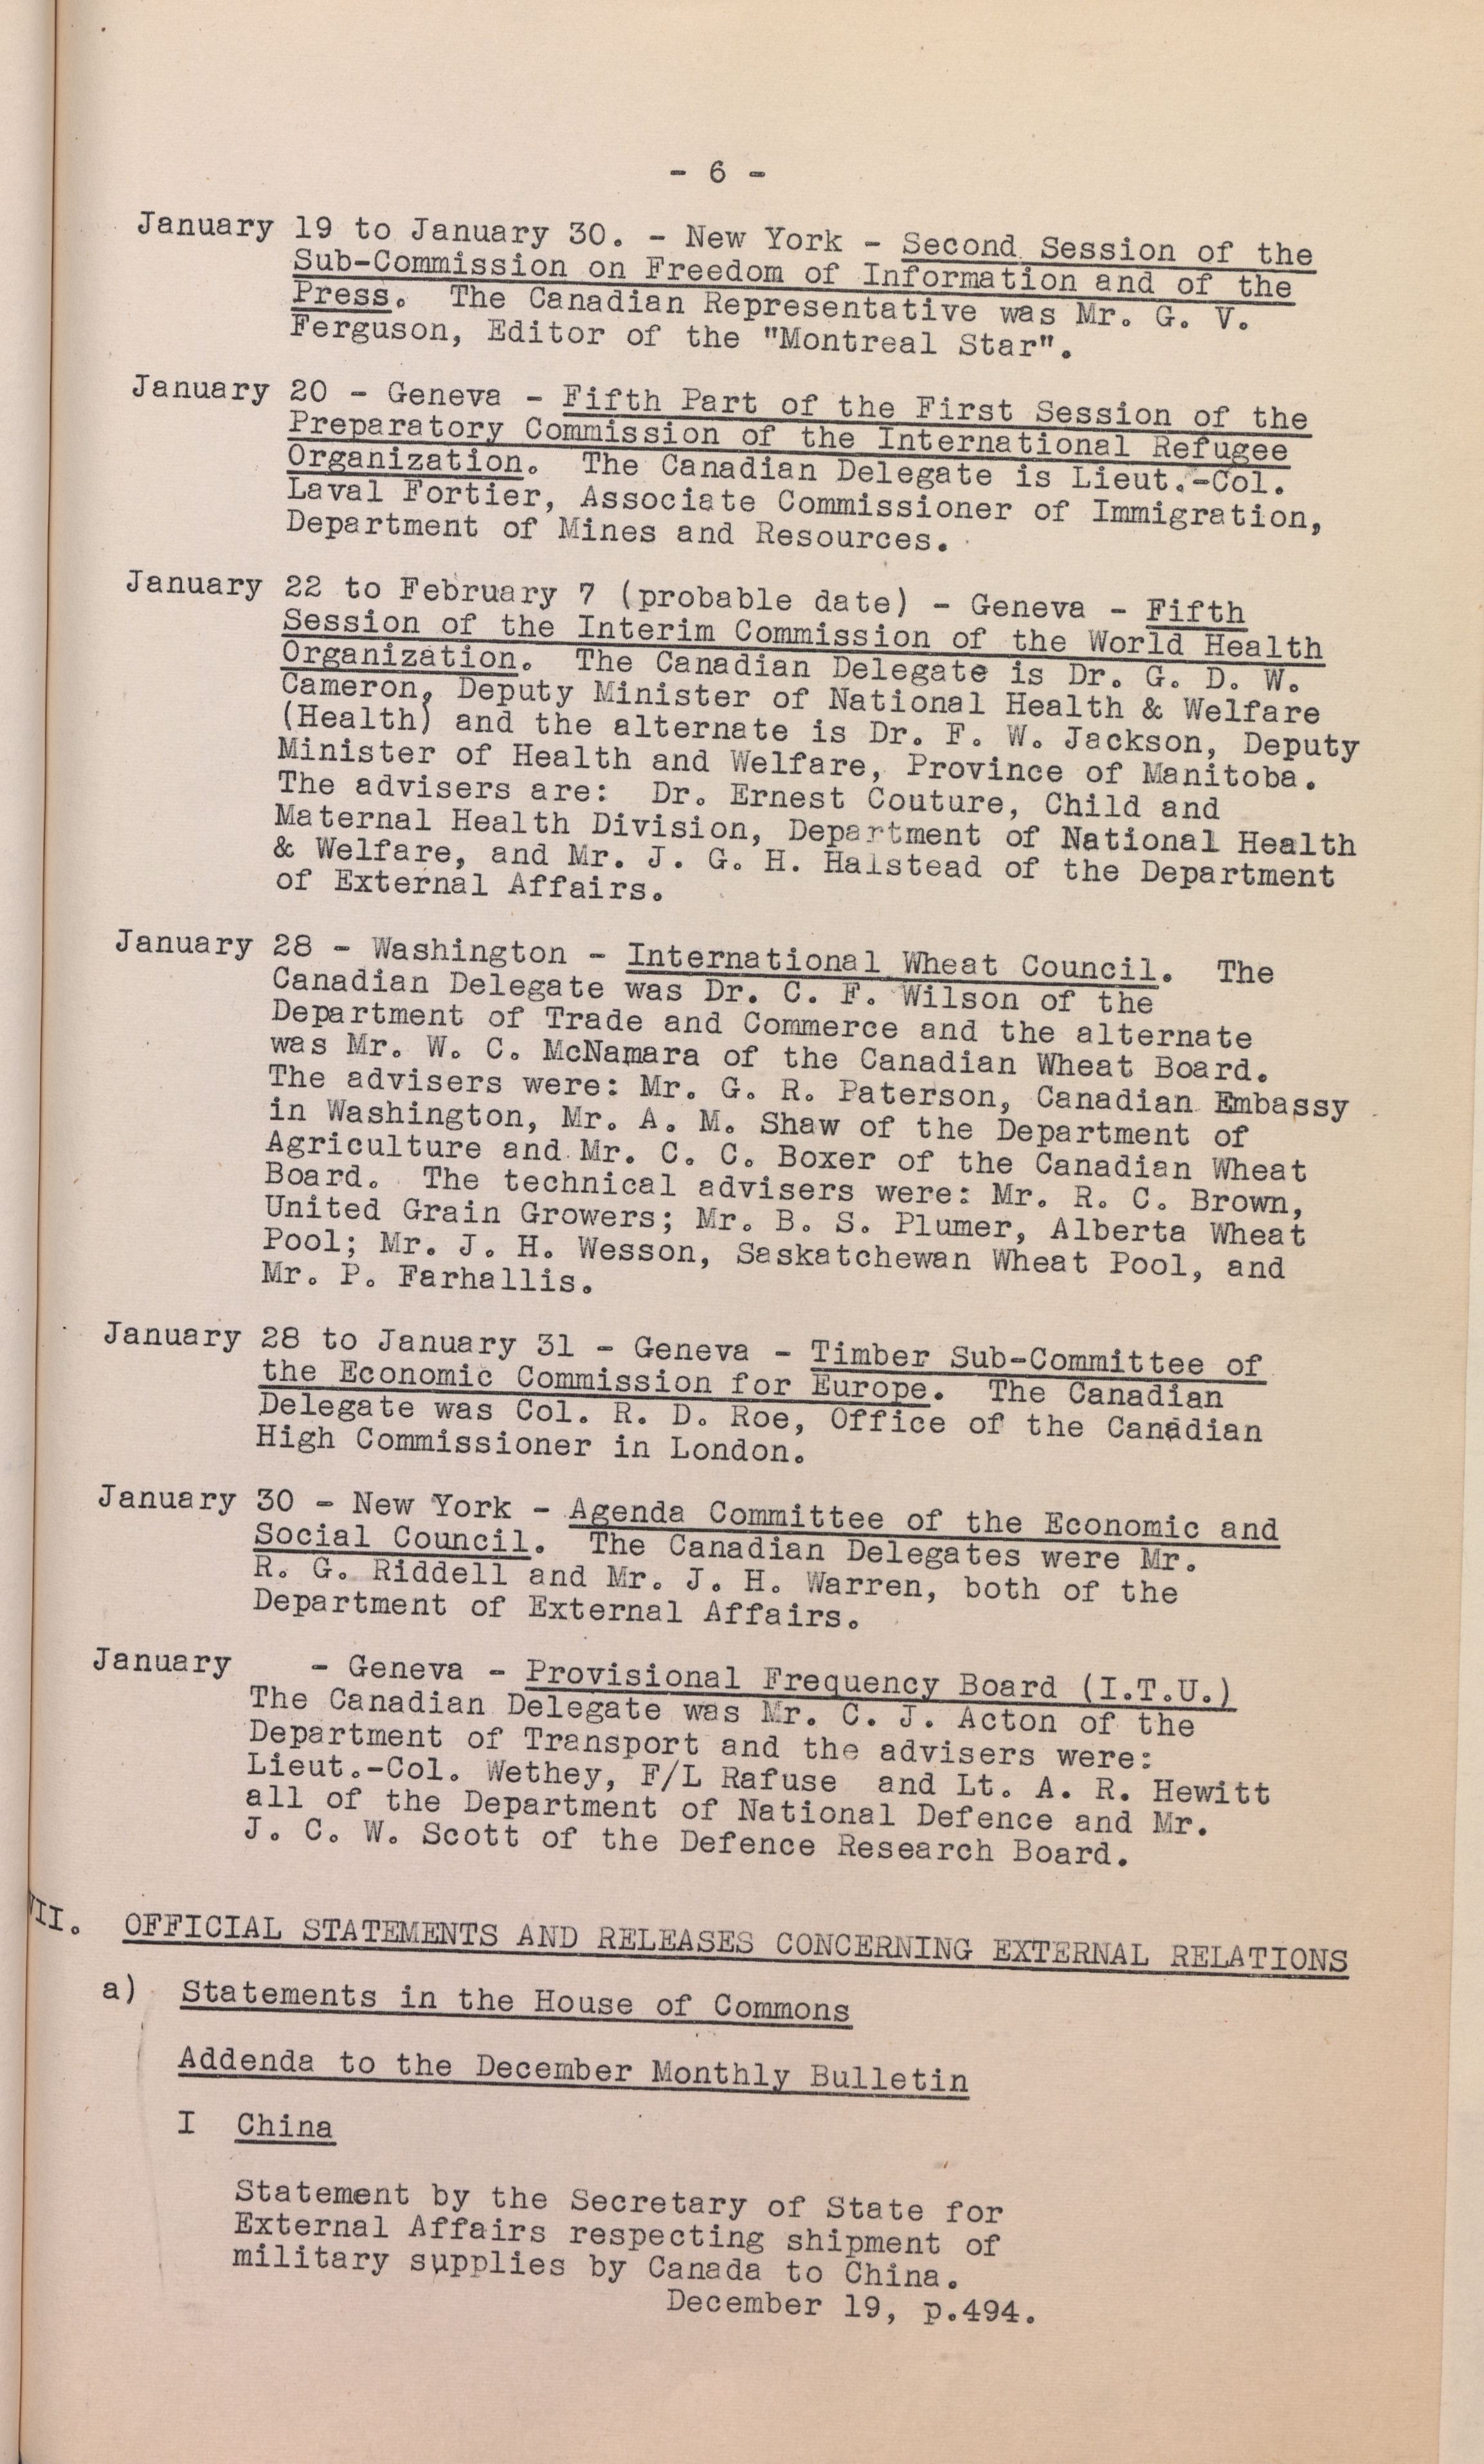 - 6 -
January 19 to January 30. - New York - Second Session of the
Sub-Commission on Freedom of Information and of the
Press. The Canadian Representative was Mr. G. V.
Ferguson, Editor of the "Montreal Star".
January 20 - Geneva - Fifth Part of the First Session of the
Preparatory Commission of the International Refugee
Organization. The Canadian Delegate is Lieut.-Col.
Laval Fortier, Associate Commissioner of Immigration,
Department of Mines and Resources.
January 22 to February 7 (probable date) - Geneva - Fifth
Session of the Interim Commission of the World Health
Organization. The Canadian Delegate is Dr. G. D. W.
Cameron, Deputy Minister of National Health & Welfare
(Health) and the alternate is Dr. F. W. Jackson, Deputy
Minister of Health and Welfare, Province of Manitoba.
The advisers are: Dr. Ernest Couture, Child and
Maternal Health Division, Department of National Health
& Welfare, and Mr. J. G. H. Halstead of the Department
of External Affairs.
January 28 - Washington - International Wheat Council. The
Canadian Delegate was Dr. C. F. Wilson of the
Department of Trade and Commerce and the alternate
was Mr. W. C. McNamara of the Canadian Wheat Board.
The advisers were: Mr. G. R. Paterson, Canadian Embassy
in Washington, Mr. A. M. Shaw of the Department of
Agriculture and Mr. C. C. Boxer of the Canadian Wheat
Board. The technical advisers were: Mr. R. C. Brown,
United Grain Growers; Mr. B. S. Plumer, Alberta Wheat
Pool; Mr. J. H. Wesson, Saskatchewan Wheat Pool, and
Mr. P. Farhallis.
January 28 to January 31 - Geneva - Timber Sub-Committee of
the Economic Commission for Europe. The Canadian
Delegate was Col. R. D. Roe, Office of the Canadian
High Commissioner in London.
January 30 - New York - Agenda Committee of the Economic and
Social Council. The Canadian Delegates were Mr.
R. G. Riddell and Mr. J. H. Warren, both of the
Department of External Affairs.
January - Geneva - Provisional Frequency Board (I.T.U.)
The Canadian Delegate was Mr. C. J. Acton of the
Department of Transport and the advisers were:
Lieut.-Col. Wethey, F/L Rafuse and Lt. A. R. Hewitt
all of the Department of National Defence and Mr.
J. C. W. Scott of the Defence Research Board.
VII. OFFICIAL STATEMENTS AND RELEASES CONCERNING EXTERNAL RELATIONS
a) Statements in the House of Commons
Addenda to the December Monthly Bulletin
I China
Statement by the Secretary of State for
External Affairs respecting shipment of
military supplies by Canada to China.
December 19, p.494.